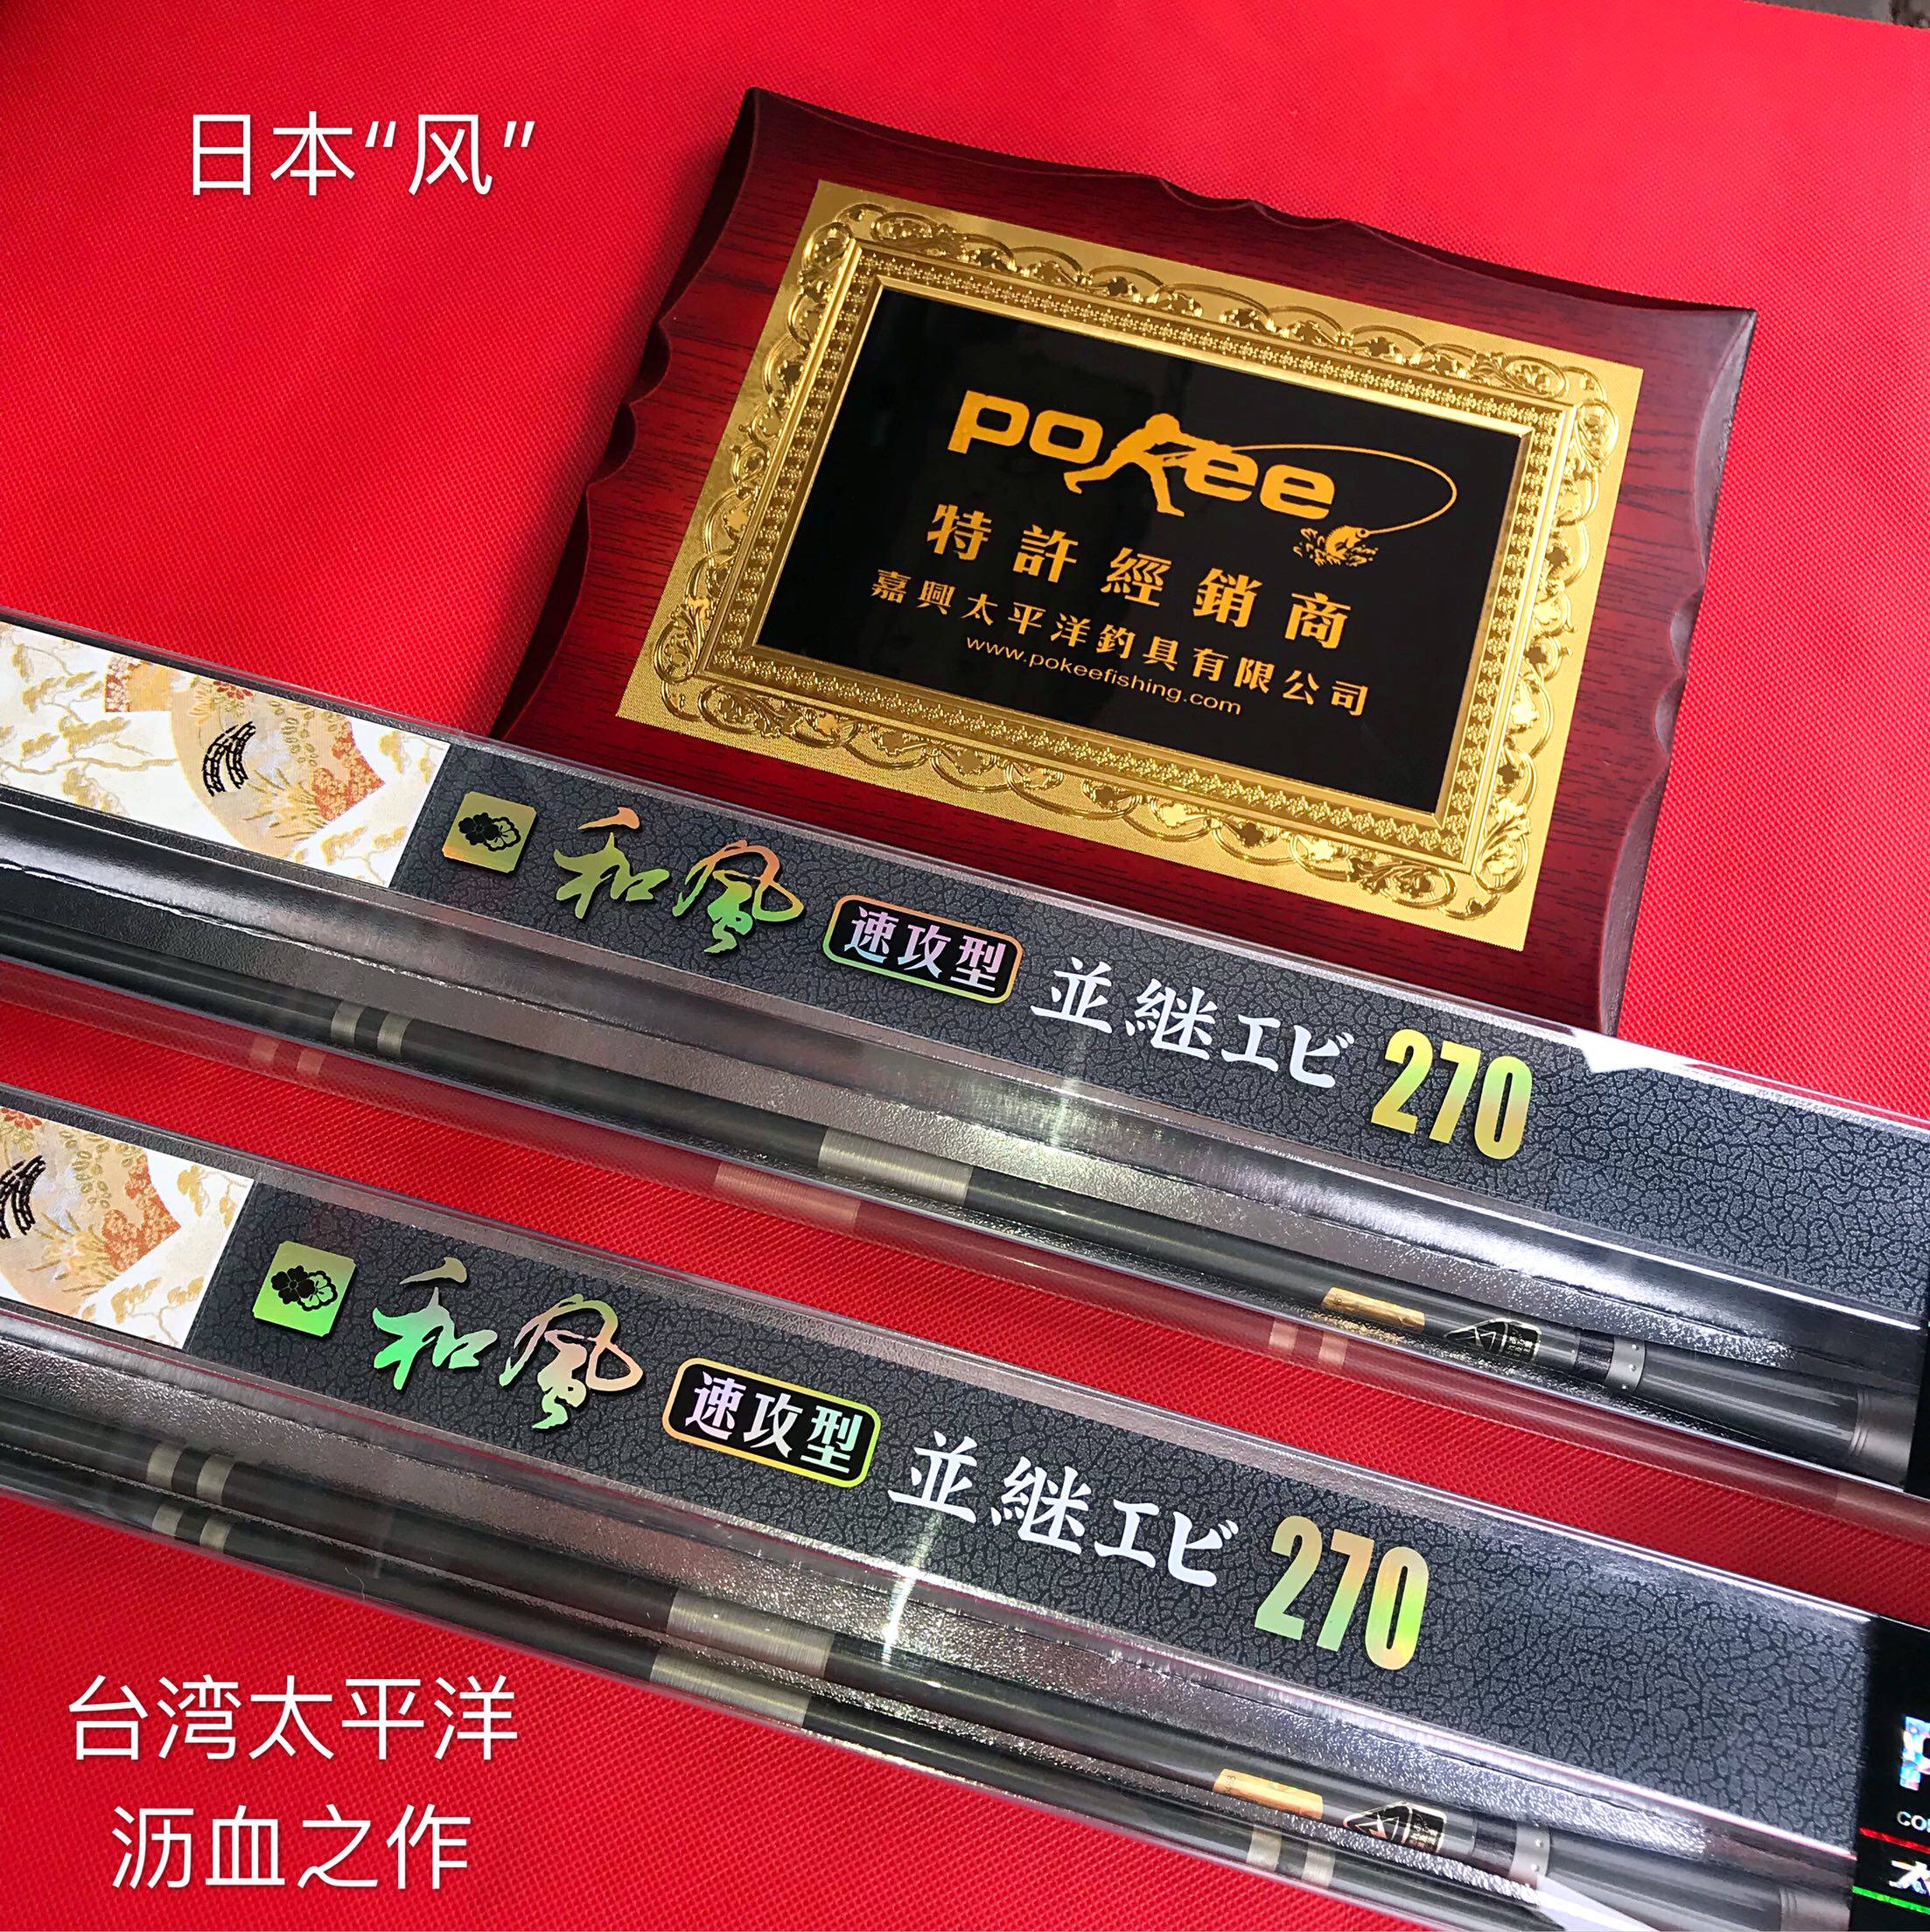 日本“风”
pokee
特許經銷商
嘉興太平洋釣具有限公司
www.pokeefishing.com
和風 速攻型 並継エビ 270
和風 速攻型 並継エビ 270
台湾太平洋
沥血之作